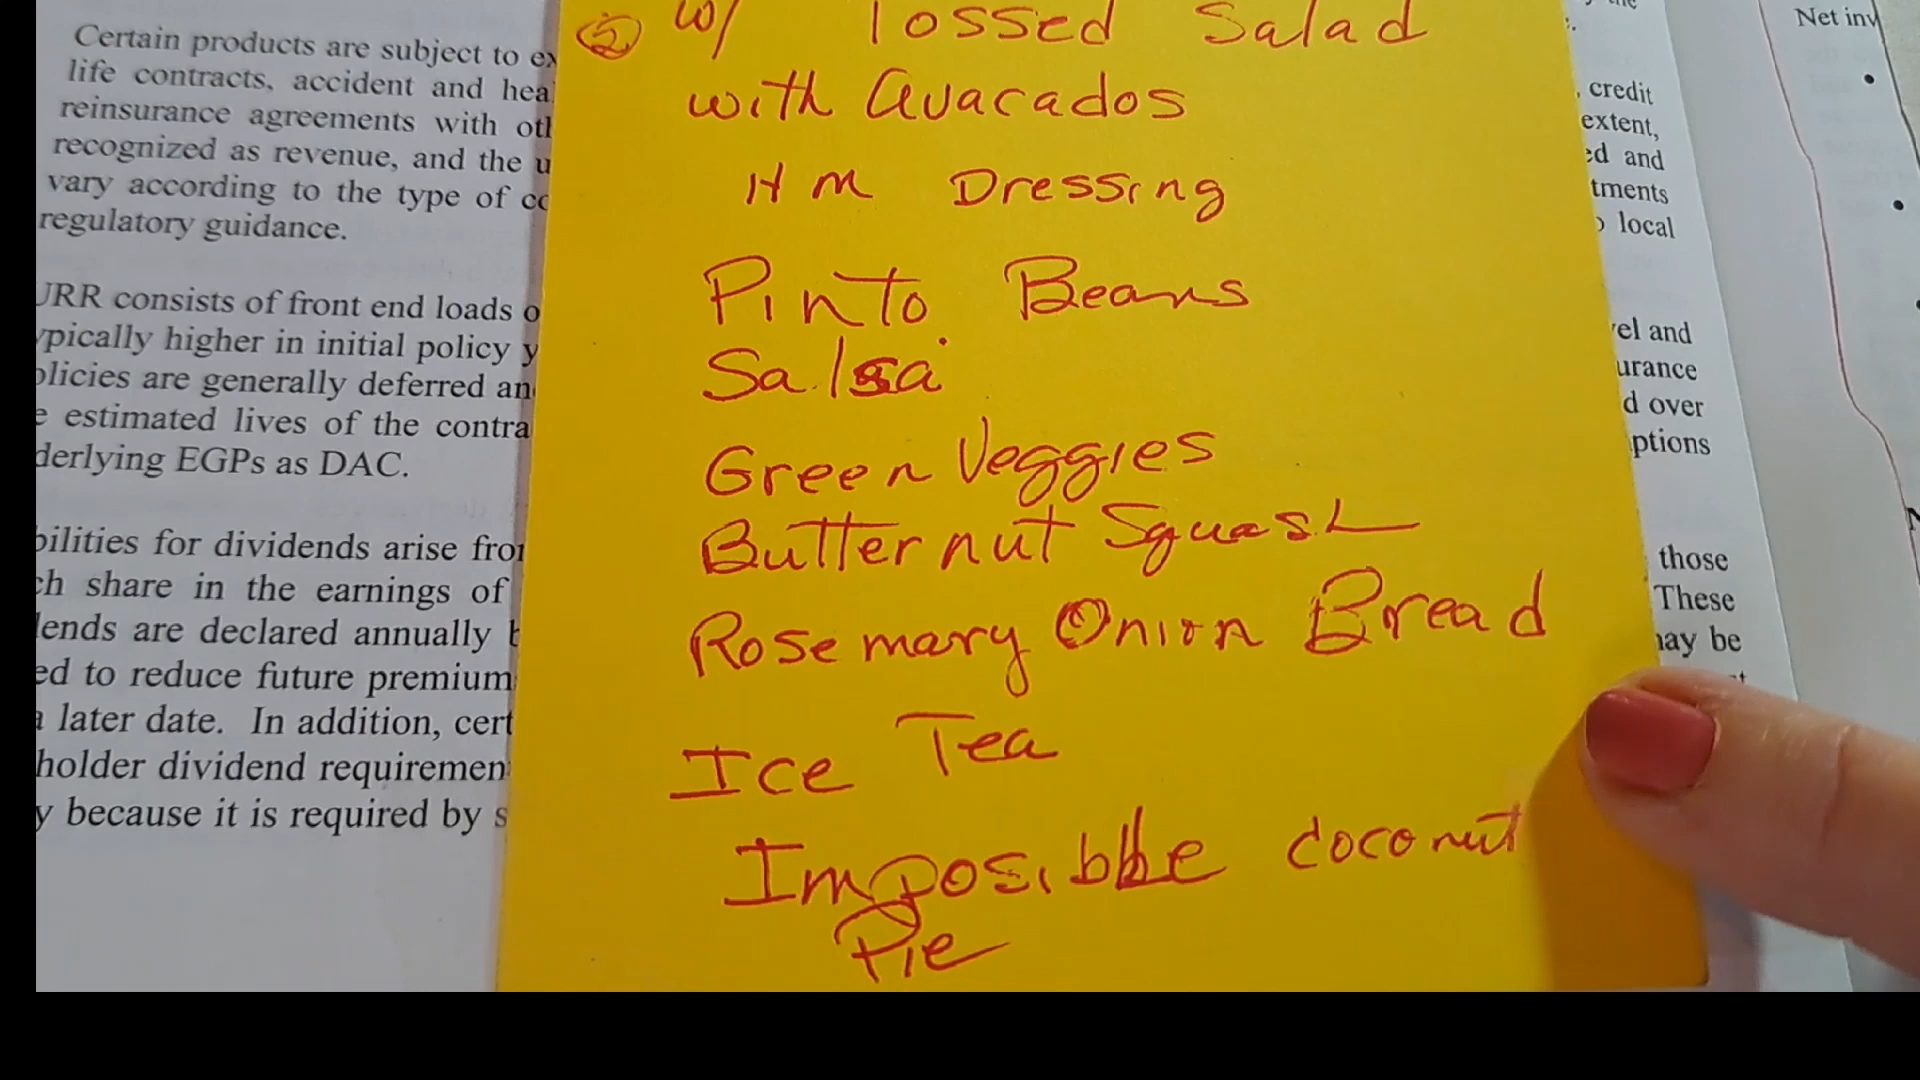 Certain products are subject to ex
life contracts, accident and hea
reinsurance agreements with oth
recognized as revenue, and the u
vary according to the type of co
regulatory guidance.
URR consists of front end loads o
ypically higher in initial policy y
olicies are generally deferred an
e estimated lives of the contra
derlying EGPs as DAC.
bilities for dividends arise from
ch share in the earnings of
lends are declared annually b
ed to reduce future premium
a later date. In addition, cert
holder dividend requirement
y because it is required by s
② w/ Tossed Salad
with Avacados
HM Dressing
Pinto Beans
Salsa
Green Veggies
Butternut Squash
Rosemary Onion Bread
Ice Tea
Imposibble coconut
Pie
, credit
extent,
ed and
tments
o local
vel and
urance
d over
ptions
those
These
may be
Net inv